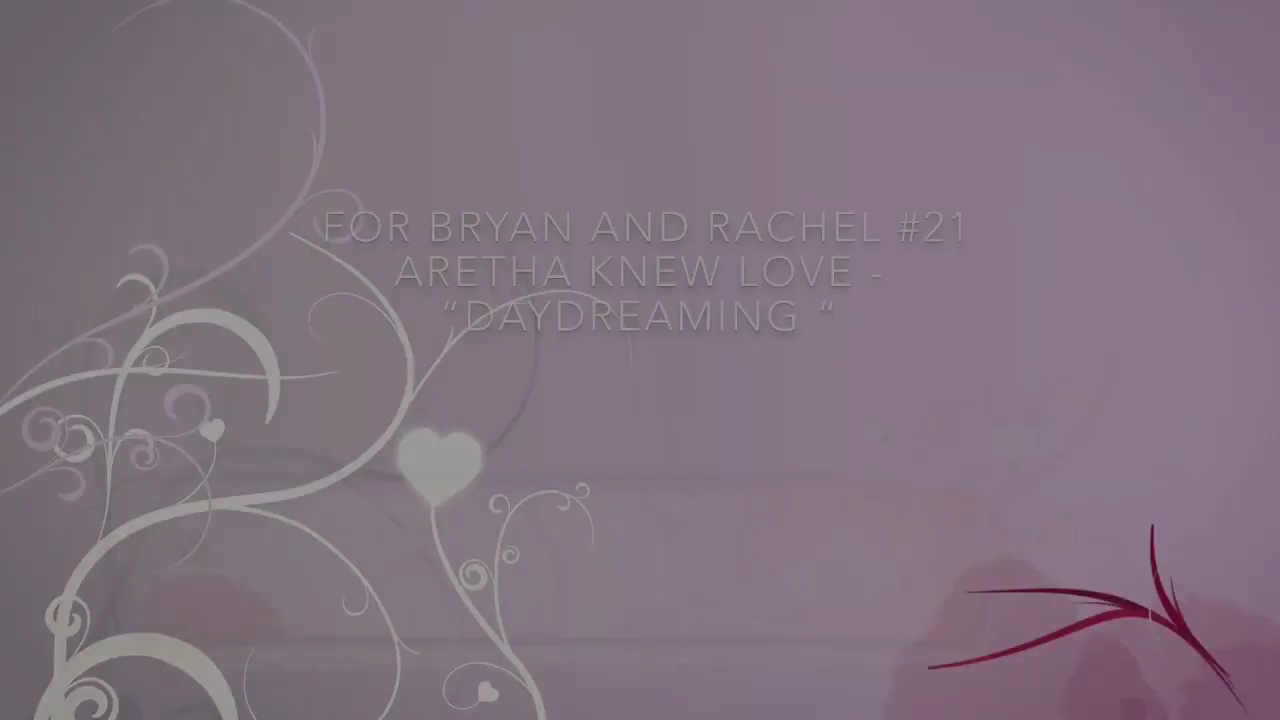 FOR BRYAN AND RACHEL #21
ARETHA KNEW LOVE -
“DAYDREAMING “